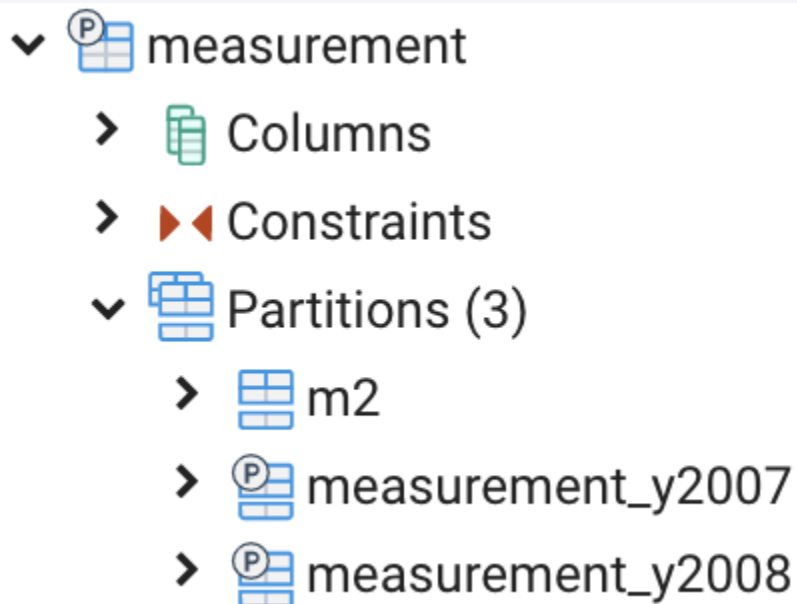 P measurement
Columns
Constraints
Partitions (3)
m2
P measurement_y2007
P measurement_y2008